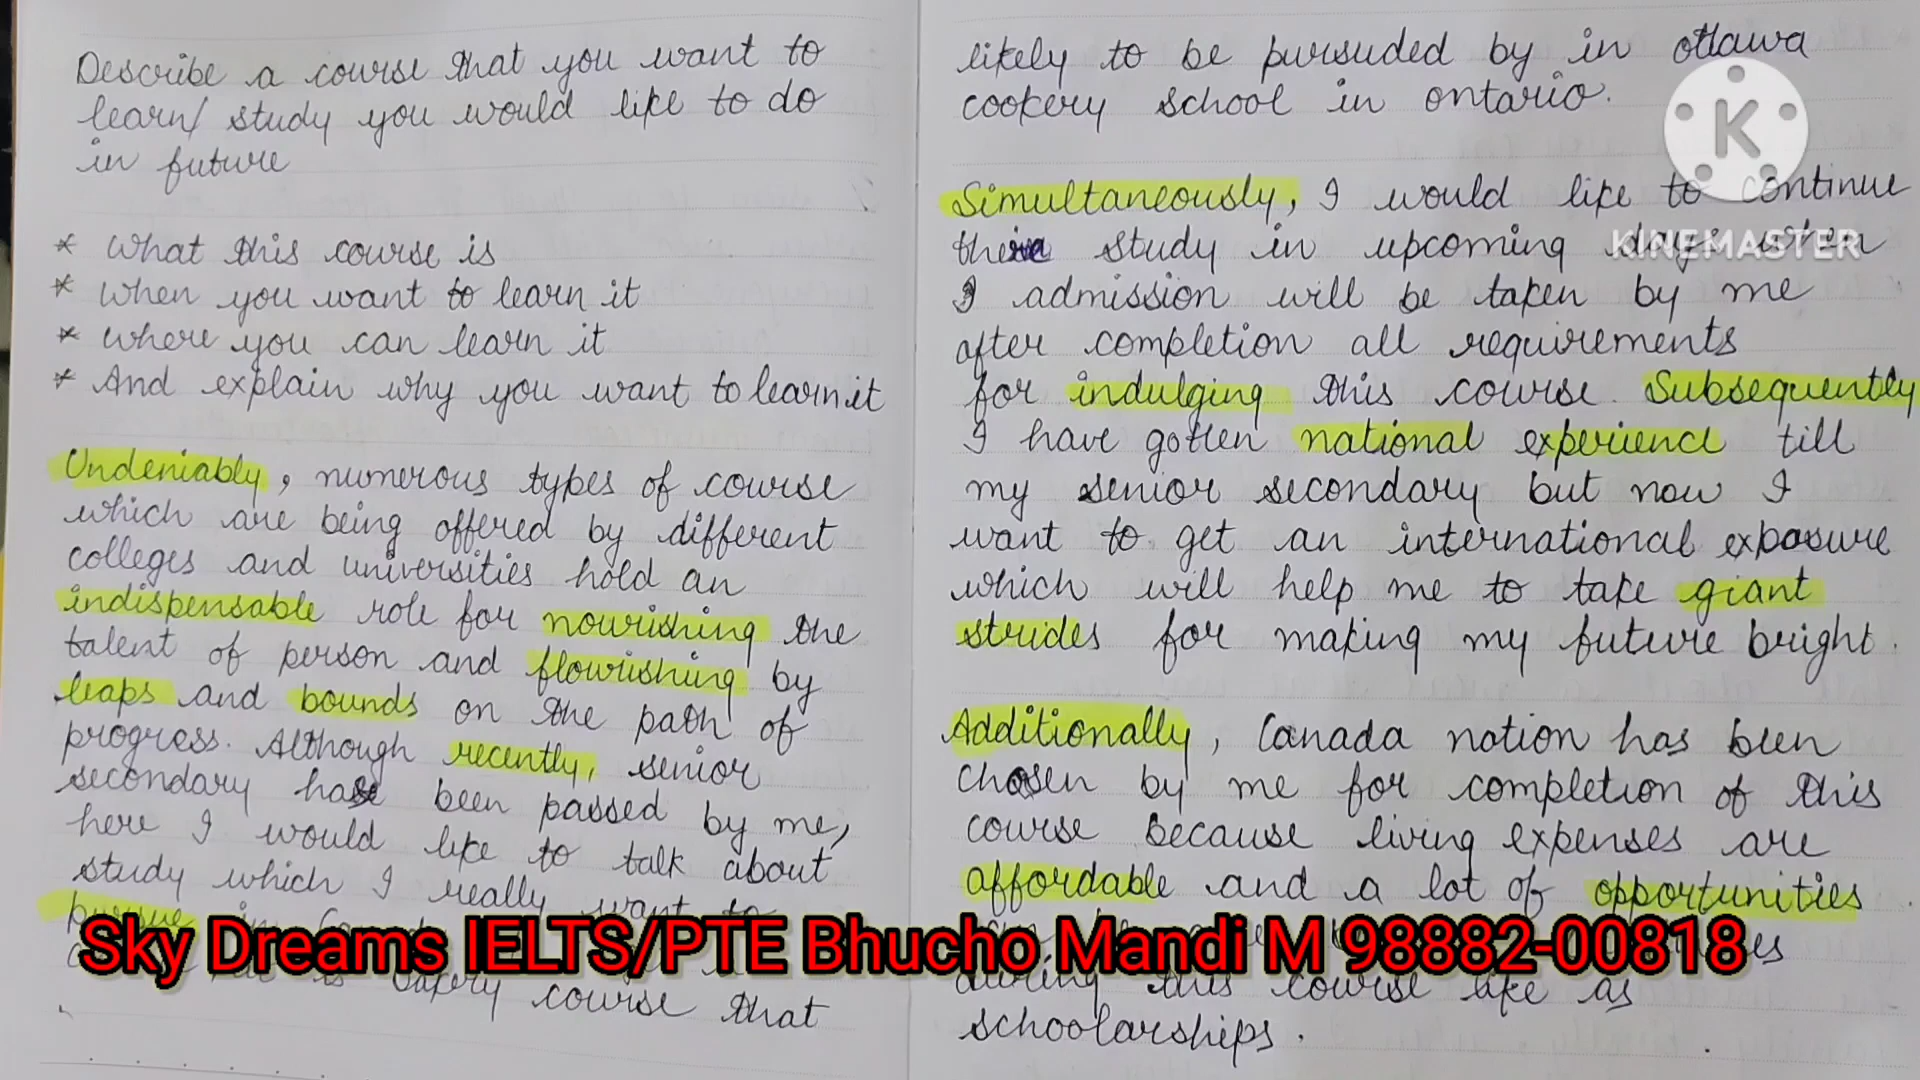 Describe a course that you want to
learn/ study you would like to do
in future
* What this course is
* When you want to learn it
* Where you can learn it
* And explain why you want to learn it
Undeniably, numerous types of course
which are being offered by different
colleges and universities hold an
indispensable role for nourishing the
talent of person and flourishing by
leaps and bounds on the path of
progress. Although recently, senior
secondary has been passed by me,
here I would like to talk about
study which I really want to
pursue in
is bakery course that
likely to be pursuded by in ottawa
cookery school in ontario.
Simultaneously, I would like to continue
study in upcoming days when
I admission will be taken by me
after completion all requirements
for indulging this course. Subsequently
I have gotten national experience till
my senior secondary but now I
want to get an international exposure
which will help me to take giant
strides for making my future bright.
Additionally, Canada nation has been
chosen by me for completion of this
course because living expenses are
affordable and a lot of opportunities
during this course like as
schoolarships.
K
KINEMASTER
Sky Dreams IELTS/PTE Bhucho Mandi M 98882-00818